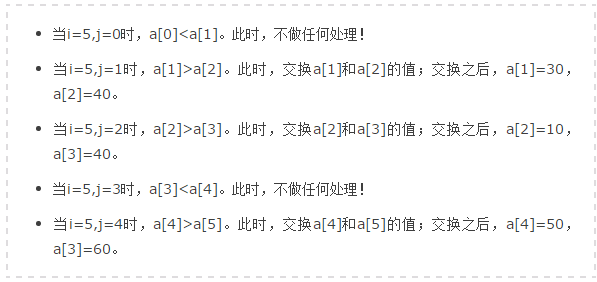 • 当i=5,j=0时，a[0]<a[1]。此时，不做任何处理！
• 当i=5,j=1时，a[1]>a[2]。此时，交换a[1]和a[2]的值；交换之后，a[1]=30，
a[2]=40。
• 当i=5,j=2时，a[2]>a[3]。此时，交换a[2]和a[3]的值；交换之后，a[2]=10，
a[3]=40。
• 当i=5,j=3时，a[3]<a[4]。此时，不做任何处理！
• 当i=5,j=4时，a[4]>a[5]。此时，交换a[4]和a[5]的值；交换之后，a[4]=50，
a[3]=60。